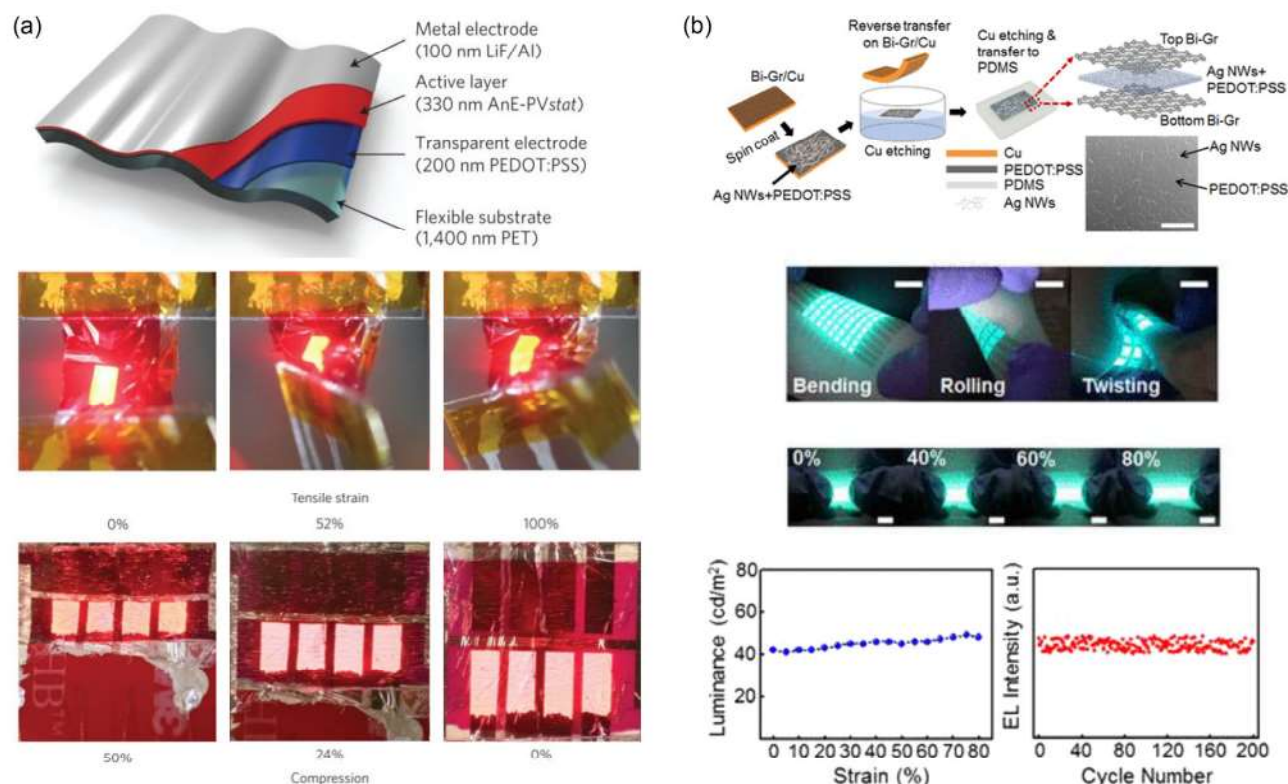 (a)
Metal electrode
(100 nm LiF/Al)
Active layer
(330 nm AnE-PVstat)
Transparent electrode
(200 nm PEDOT:PSS)
Flexible substrate
(1,400 nm PET)
Tensile strain
0%
52%
100%
50%
24%
0%
Compression
(b)
Reverse transfer
on Bi-Gr/Cu
Bi-Gr/Cu
Spin coat
Cu etching
Ag NWs+PEDOT:PSS
Cu etching &
transfer to
PDMS
Top Bi-Gr
Ag NWs+
PEDOT:PSS
Bottom Bi-Gr
Cu
PEDOT:PSS
PDMS
Ag NWs
Ag NWs
PEDOT:PSS
Bending
Rolling
Twisting
0%
40%
60%
80%
Luminance (cd/m²)
80
60
40
20
0 10 20 30 40 50 60 70 80
Strain (%)
EL Intensity (a.u.)
0 40 80 120 160 200
Cycle Number